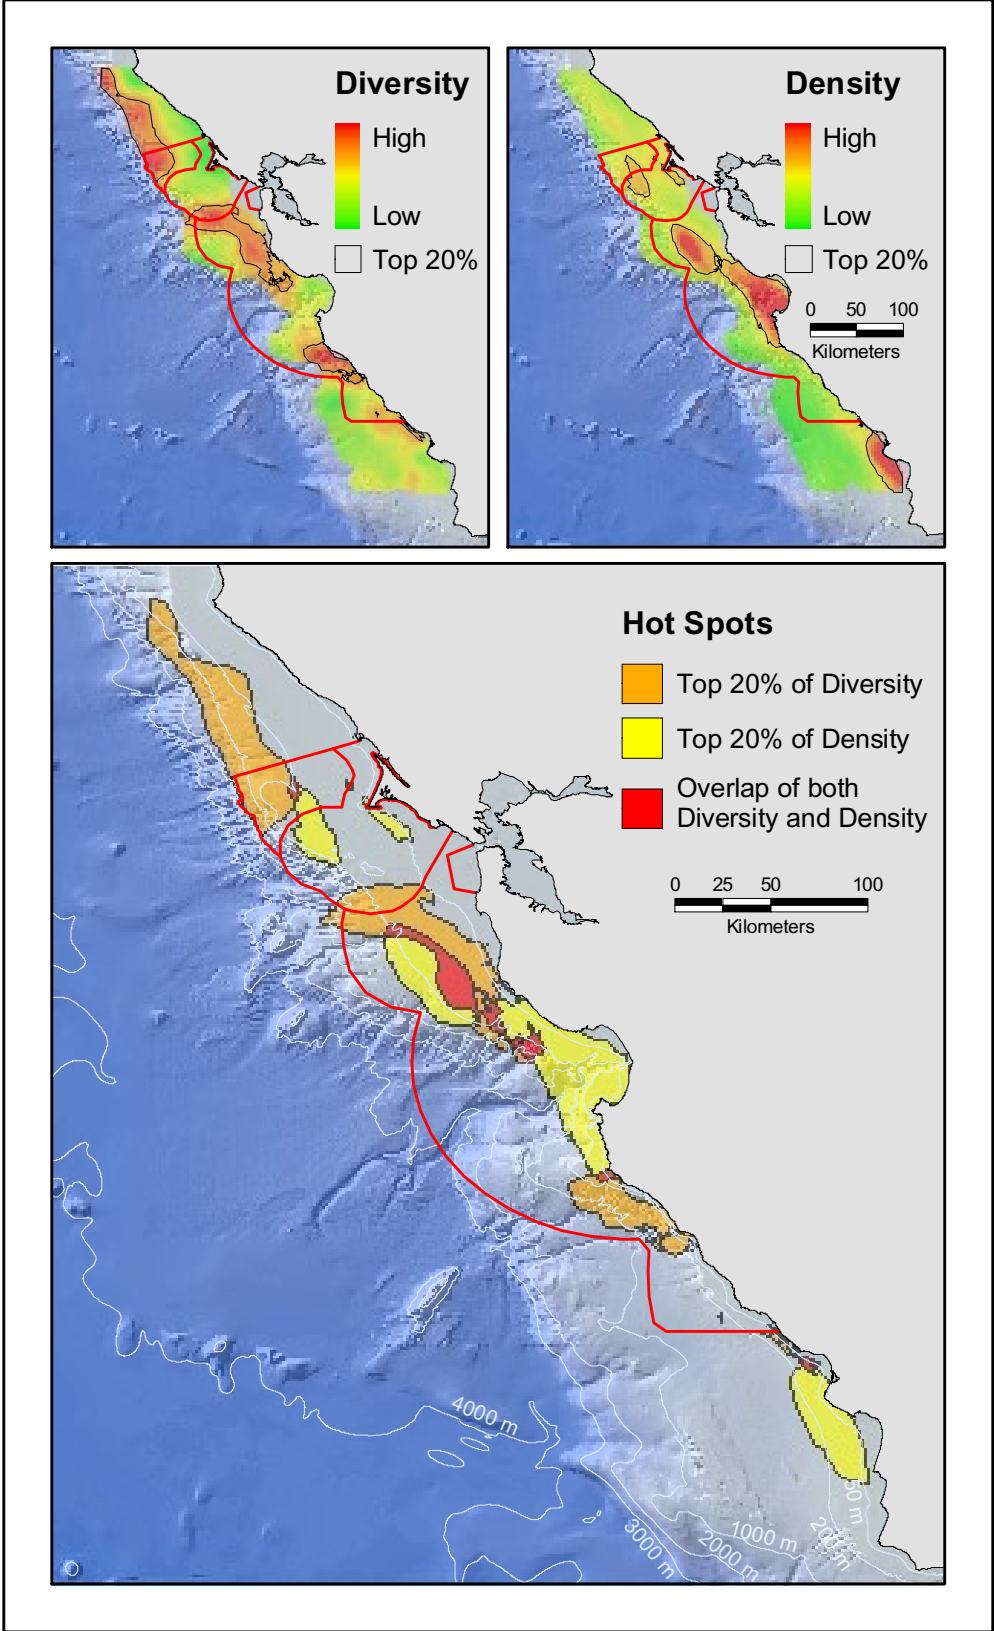 Diversity
High
Low
Top 20%
Density
High
Low
Top 20%
0 50 100
Kilometers
Hot Spots
Top 20% of Diversity
Top 20% of Density
Overlap of both
Diversity and Density
0 25 50 100
Kilometers
4000 m
3000 m
2000 m
1000 m
200 m
50 m